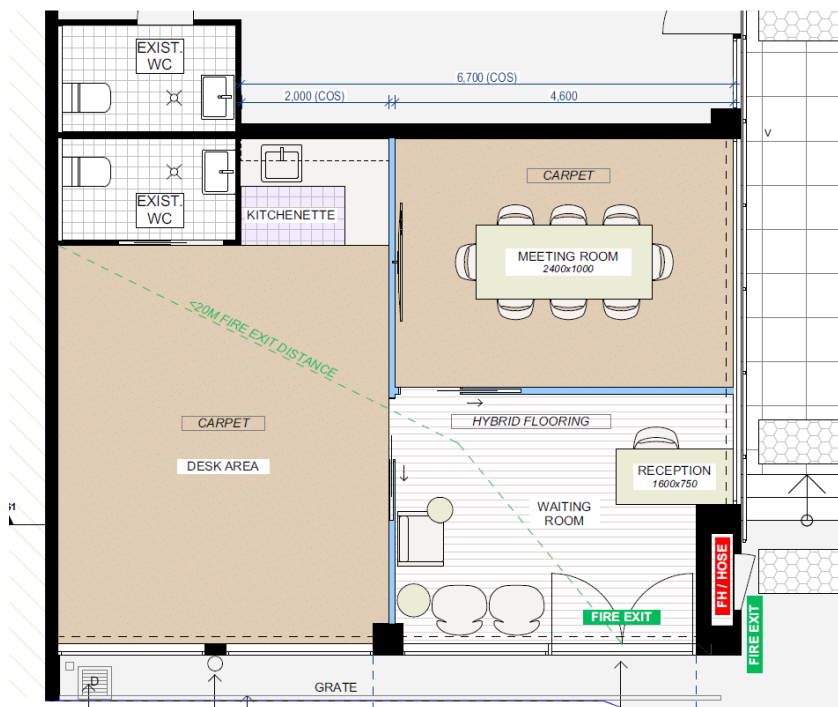 EXIST.
WC
6,700 (COS)
2,000 (COS)
4,600
V
CARPET
EXIST.
WC
KITCHENETTE
MEETING ROOM
2400x1000
<20M FIRE EXIT DISTANCE
CARPET
HYBRID FLOORING
DESK AREA
RECEPTION
1600x750
WAITING
ROOM
S1
FH / HOSE
FIRE EXIT
FIRE EXIT
D
GRATE